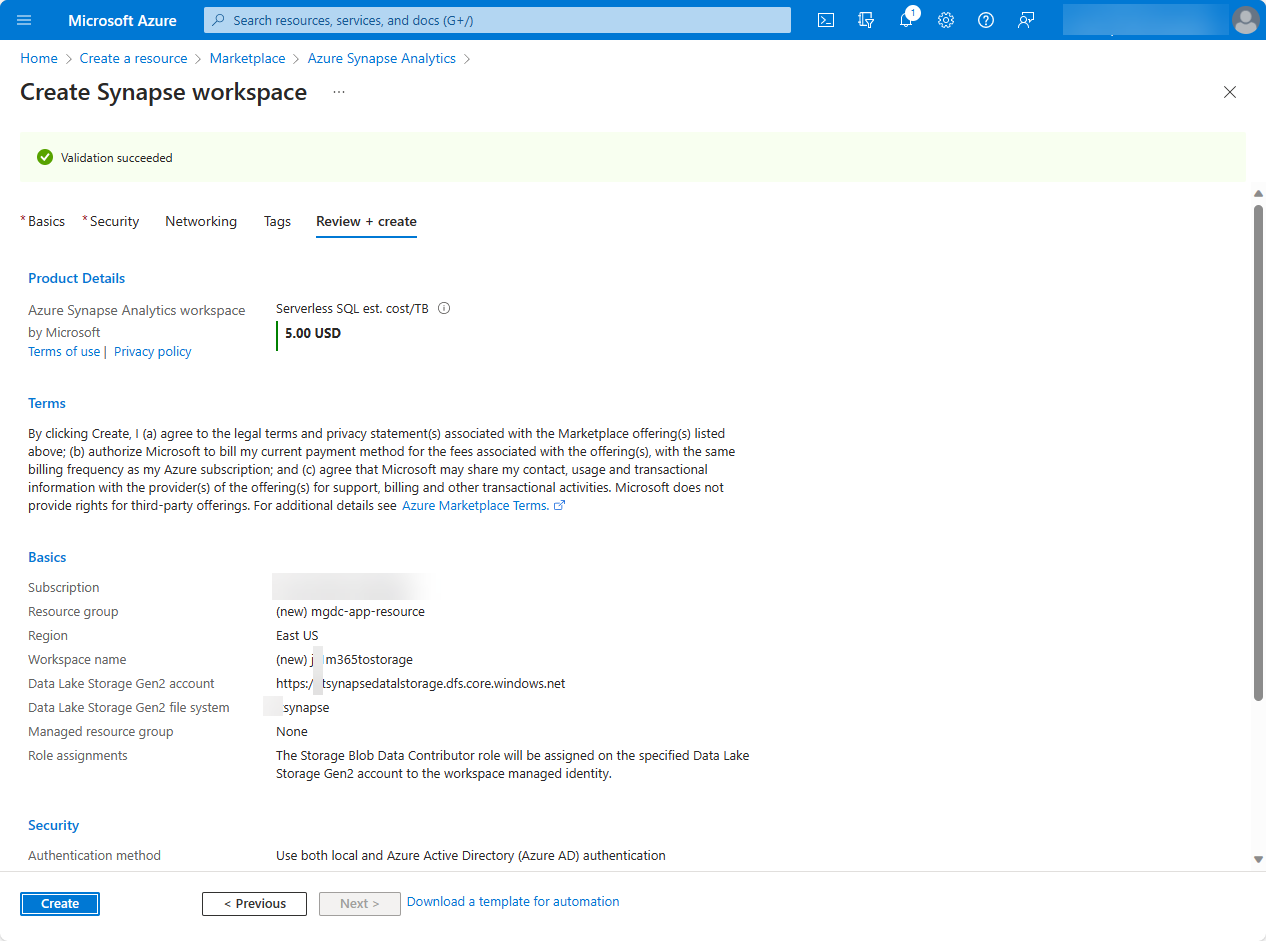 Microsoft Azure
Search resources, services, and docs (G+/)
1
Home > Create a resource > Marketplace > Azure Synapse Analytics >
Create Synapse workspace ...
Validation succeeded
* Basics * Security Networking Tags Review + create
Product Details
Azure Synapse Analytics workspace
by Microsoft
Terms of use | Privacy policy
Serverless SQL est. cost/TB
5.00 USD
Terms
By clicking Create, I (a) agree to the legal terms and privacy statement(s) associated with the Marketplace offering(s) listed
above; (b) authorize Microsoft to bill my current payment method for the fees associated with the offering(s), with the same
billing frequency as my Azure subscription; and (c) agree that Microsoft may share my contact, usage and transactional
information with the provider(s) of the offering(s) for support, billing and other transactional activities. Microsoft does not
provide rights for third-party offerings. For additional details see Azure Marketplace Terms.
Basics
Subscription
Resource group (new) mgdc-app-resource
Region East US
Workspace name (new) m365tostorage
Data Lake Storage Gen2 account https:/ tsynapsedatalstorage.dfs.core.windows.net
Data Lake Storage Gen2 file system synapse
Managed resource group None
Role assignments The Storage Blob Data Contributor role will be assigned on the specified Data Lake
Storage Gen2 account to the workspace managed identity.
Security
Authentication method Use both local and Azure Active Directory (Azure AD) authentication
Create < Previous Next > Download a template for automation